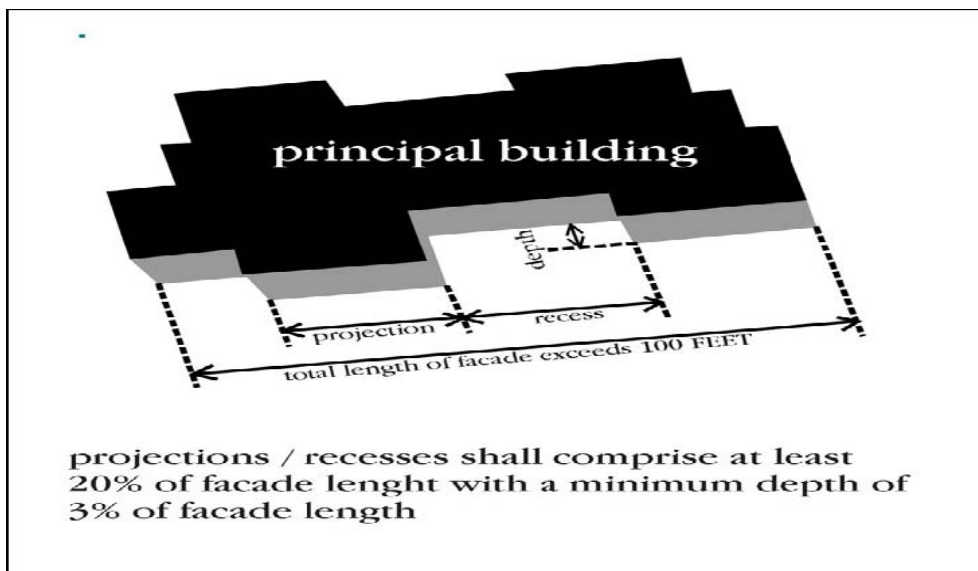 principal building
depth
projection
recess
total length of facade exceeds 100 FEET
projections / recesses shall comprise at least
20% of facade lenght with a minimum depth of
3% of facade length